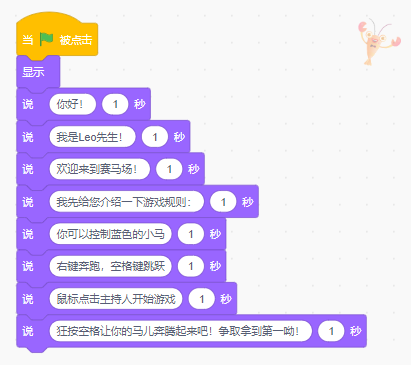 当 被点击
显示
说 你好！ 1 秒
说 我是Leo先生！ 1 秒
说 欢迎来到赛马场！ 1 秒
说 我先给您介绍一下游戏规则： 1 秒
说 你可以控制蓝色的小马 1 秒
说 右键奔跑，空格键跳跃 1 秒
说 鼠标点击主持人开始游戏 1 秒
说 狂按空格让你的马儿奔腾起来吧！争取拿到第一呦！ 1 秒